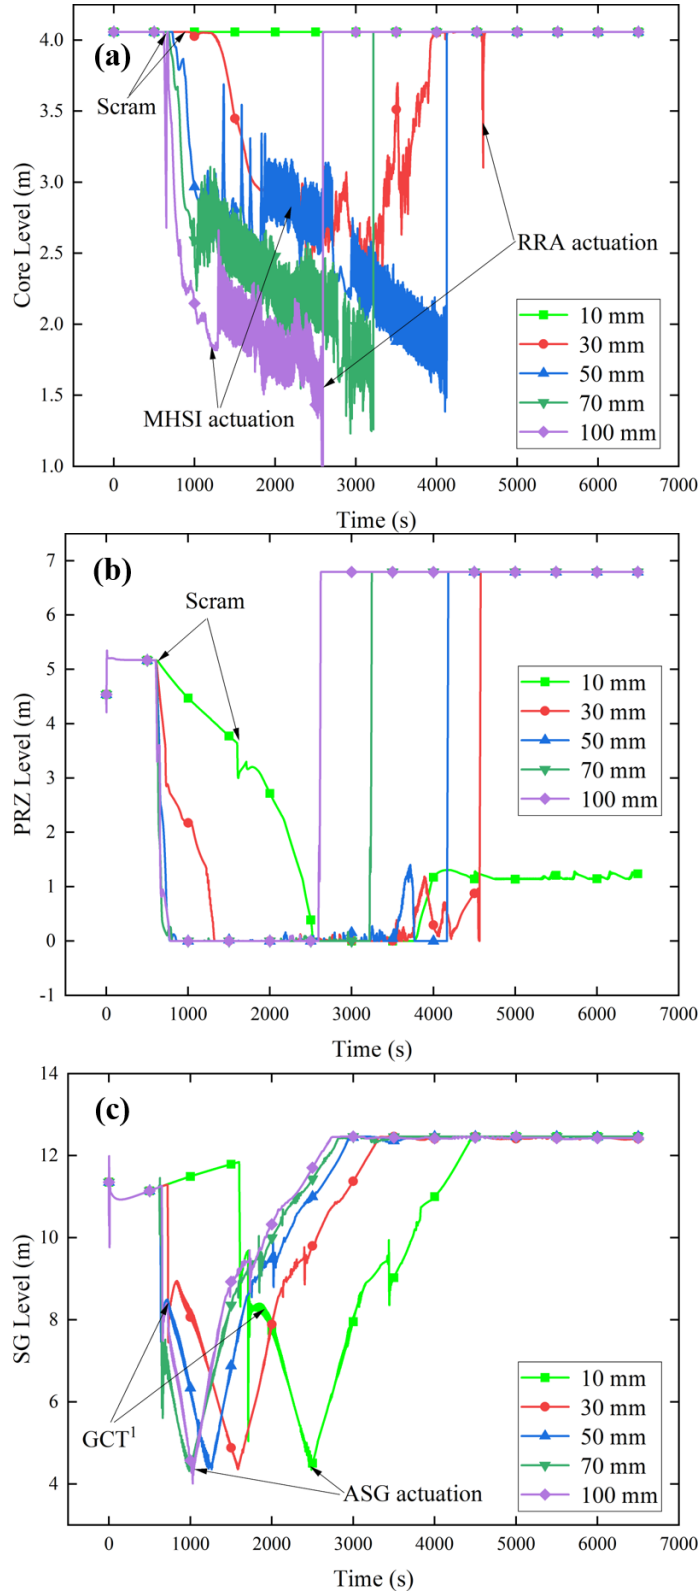 (a)
4.0
3.5
3.0
2.5
2.0
1.5
1.0
Core Level (m)
Scram
RRA actuation
MHSI actuation
10 mm
30 mm
50 mm
70 mm
100 mm
0 1000 2000 3000 4000 5000 6000 7000
Time (s)
(b)
7
6
5
4
3
2
1
0
-1
PRZ Level (m)
Scram
10 mm
30 mm
50 mm
70 mm
100 mm
0 1000 2000 3000 4000 5000 6000 7000
Time (s)
(c)
14
12
10
8
6
4
SG Level (m)
GCT¹
ASG actuation
10 mm
30 mm
50 mm
70 mm
100 mm
0 1000 2000 3000 4000 5000 6000 7000
Time (s)